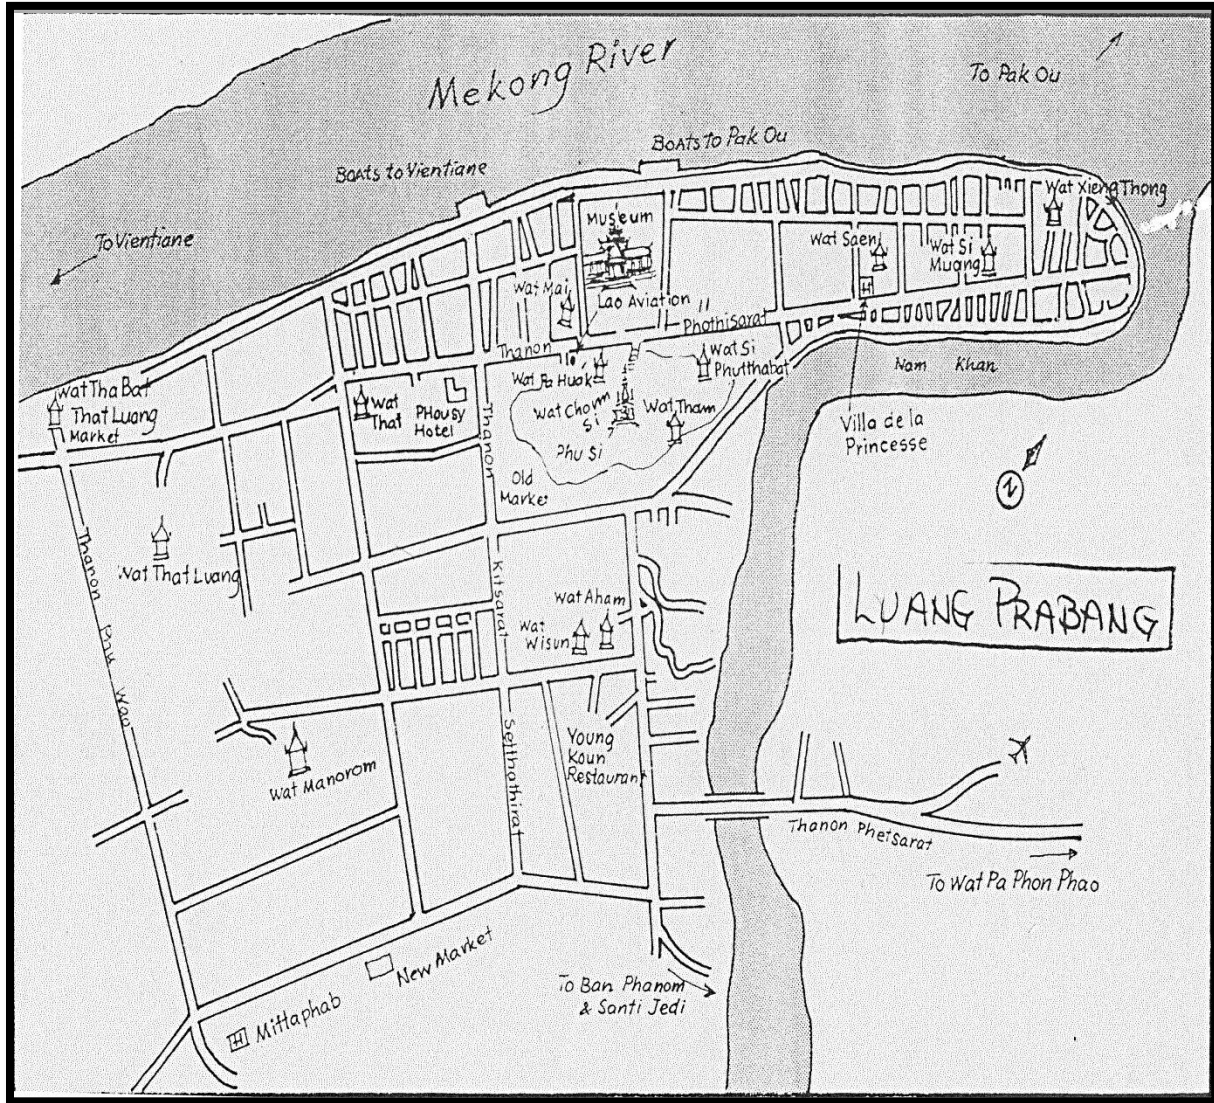 Mekong River
To Pak Ou
BOATS to Pak Ou
BOATS to Vientiane
To Vientiane
Wat Xieng Thong
Museum
Wat Saen
Wat Si
Muang
H
Wat Mai
Lao Aviation
Thanon
Phothisarat
Wat Si
Phutthabat
Nam Khan
Wat Pa Huak
Wat Tha Bat
That Luang
Market
Wat
That
PHousy
Hotel
Wat Chom
Si
Wat Tham
Villa de la
Princesse
Phu Si
Old
Market
Z
Thanon
Wat That Luang
Thanon Phu Wao
Kitsarat
Wat Aham
Wat
Wisun
LUANG PRABANG
Wat Manorom
Setthathirat
Young
Koun
Restaurant
Thanon Phetsarat
To Wat Pa Phon Phao
New Market
To Ban Phanom
& Santi Jedi
H Mittaphab